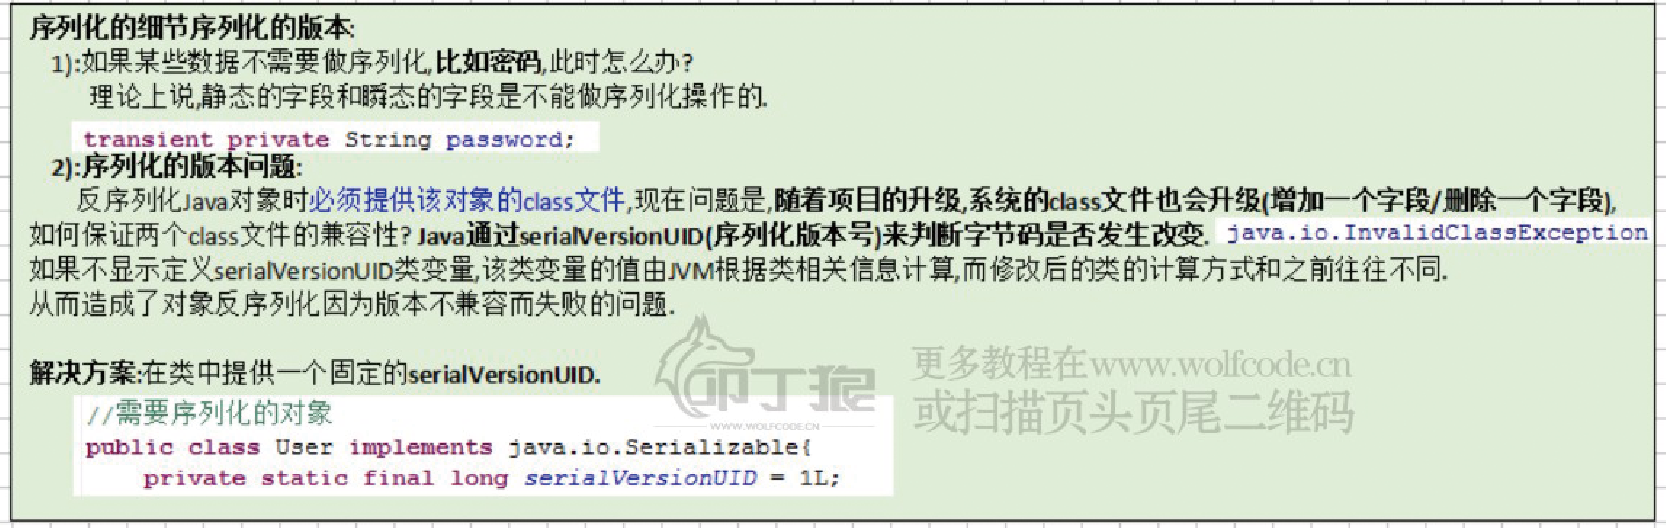 序列化的细节序列化的版本:
1):如果某些数据不需要做序列化,比如密码,此时怎么办?
理论上说,静态的字段和瞬态的字段是不能做序列化操作的.
transient private String password;
2):序列化的版本问题:
反序列化Java对象时必须提供该对象的class文件,现在问题是,随着项目的升级,系统的class文件也会升级(增加一个字段/删除一个字段),
如何保证两个class文件的兼容性? Java通过serialVersionUID(序列化版本号)来判断字节码是否发生改变. java.io.InvalidClassException
如果不显示定义serialVersionUID类变量,该类变量的值由JVM根据类相关信息计算,而修改后的类的计算方式和之前往往不同.
从而造成了对象反序列化因为版本不兼容而失败的问题.
解决方案:在类中提供一个固定的serialVersionUID.
//需要序列化的对象
public class User implements java.io.Serializable{
private static final long serialVersionUID = 1L;
叩丁狼
WWW.WOLFCODE.CN
更多教程在www.wolfcode.cn
或扫描页头页尾二维码